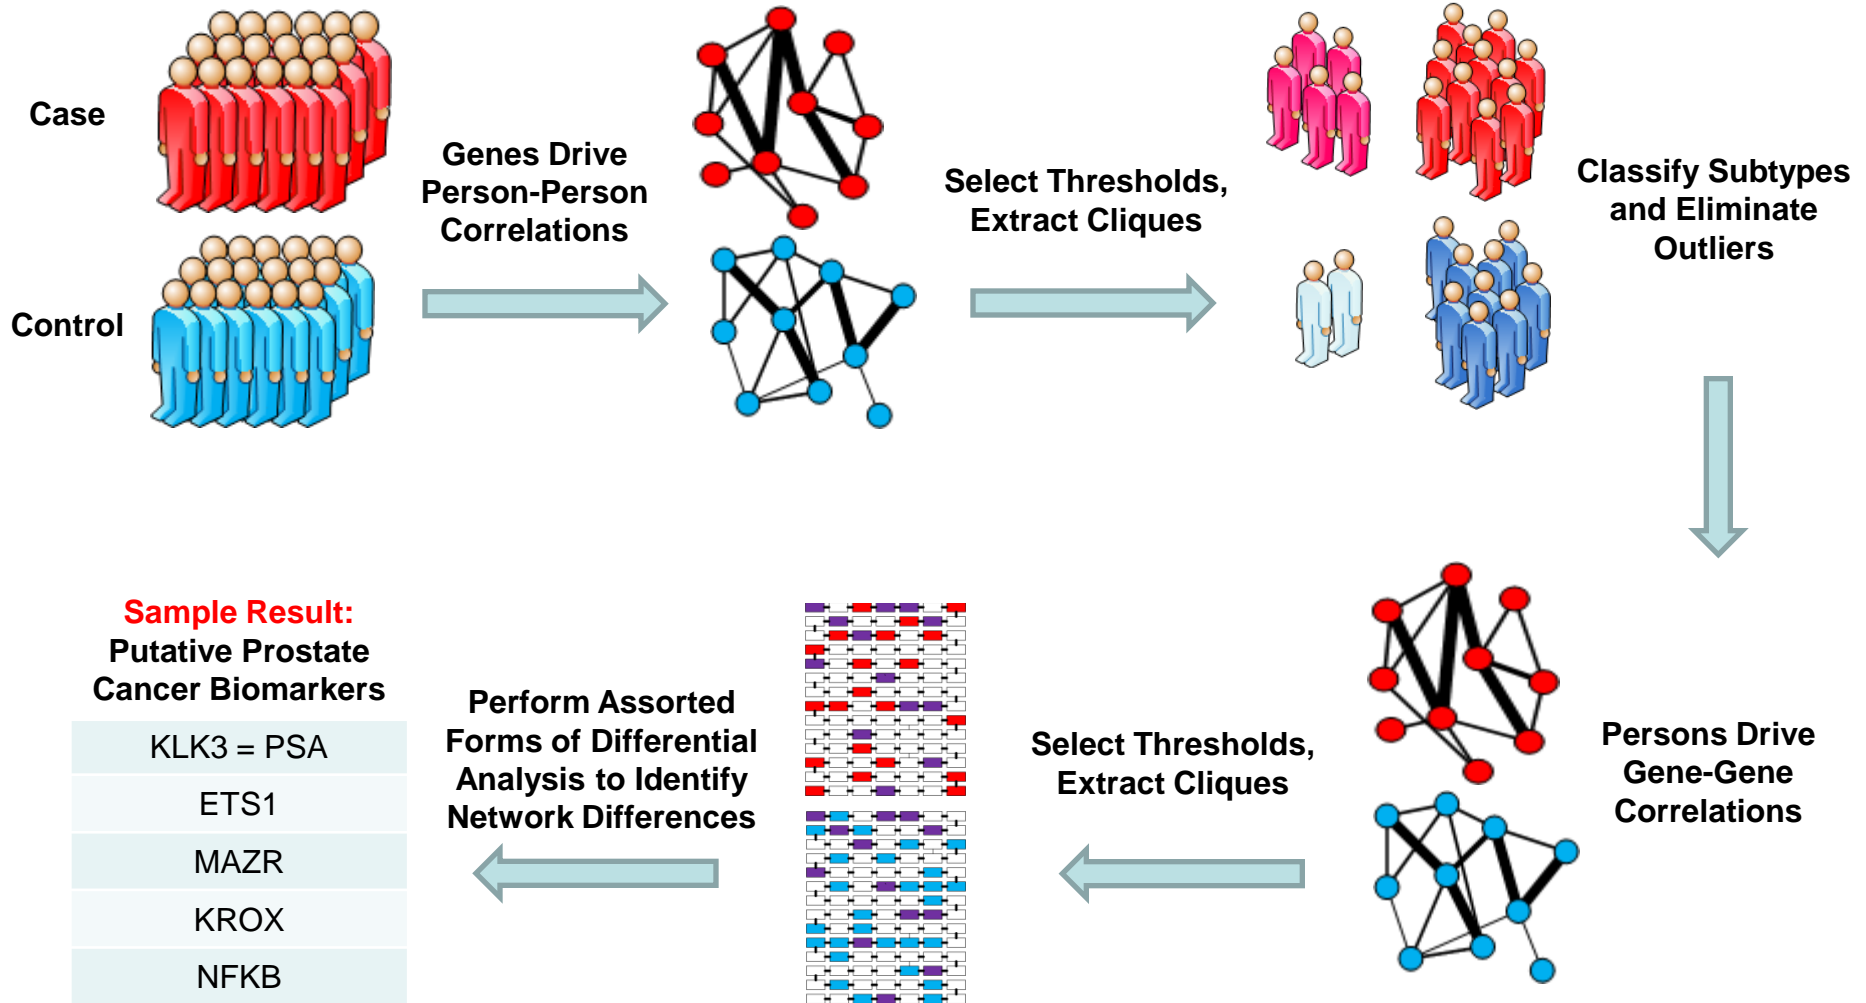 Case
Control
Genes Drive
Person-Person
Correlations
Select Thresholds,
Extract Cliques
Classify Subtypes
and Eliminate
Outliers
Persons Drive
Gene-Gene
Correlations
Select Thresholds,
Extract Cliques
Perform Assorted
Forms of Differential
Analysis to Identify
Network Differences
Sample Result:
Putative Prostate
Cancer Biomarkers
KLK3 = PSA
ETS1
MAZR
KROX
NFKB